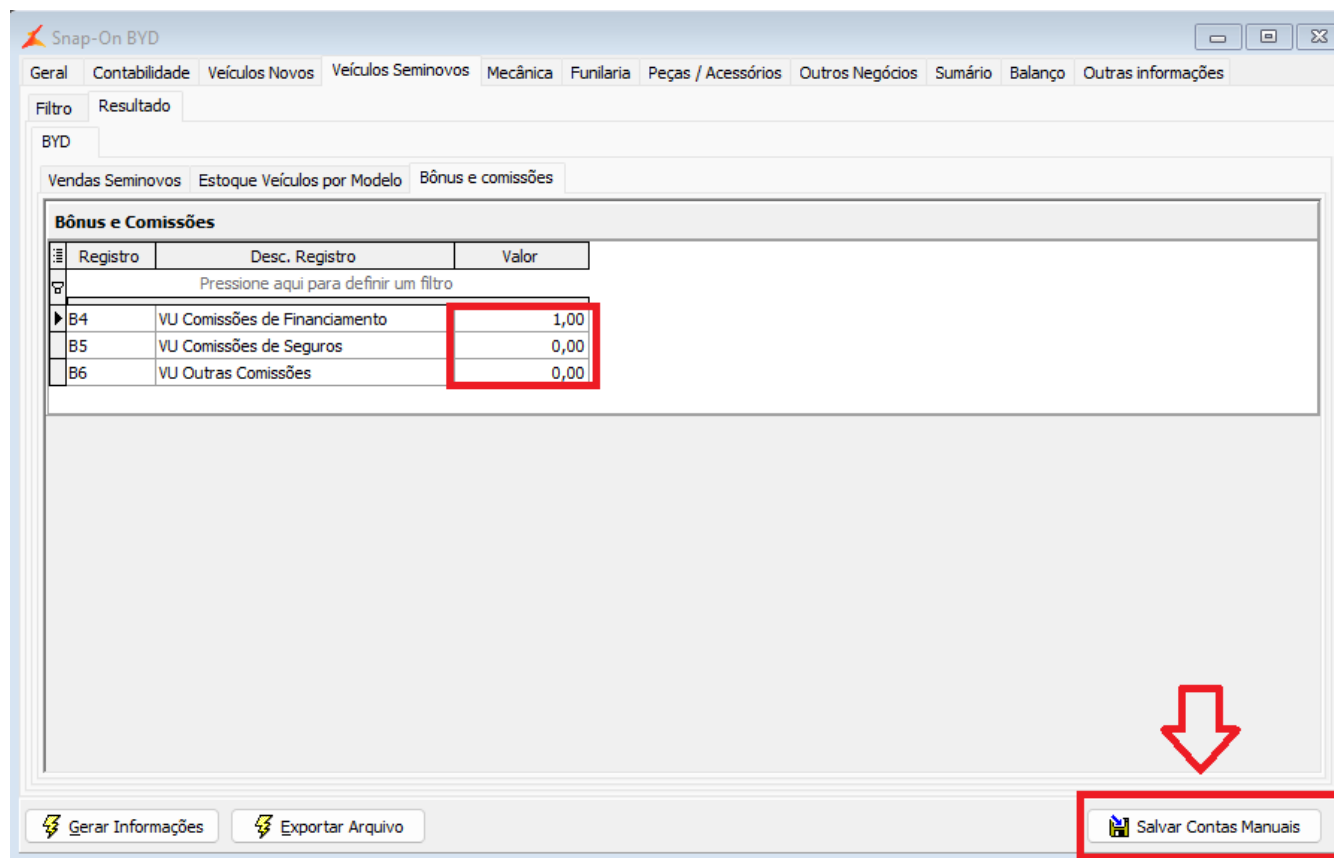 Snap-On BYD
Geral Contabilidade Veículos Novos Veículos Seminovos Mecânica Funilaria Peças / Acessórios Outros Negócios Sumário Balanço Outras informações
Filtro Resultado
BYD
Vendas Seminovos Estoque Veículos por Modelo Bônus e comissões
Bônus e Comissões
Registro Desc. Registro Valor
Pressione aqui para definir um filtro
B4 VU Comissões de Financiamento 1,00
B5 VU Comissões de Seguros 0,00
B6 VU Outras Comissões 0,00
Gerar Informações Exportar Arquivo Salvar Contas Manuais